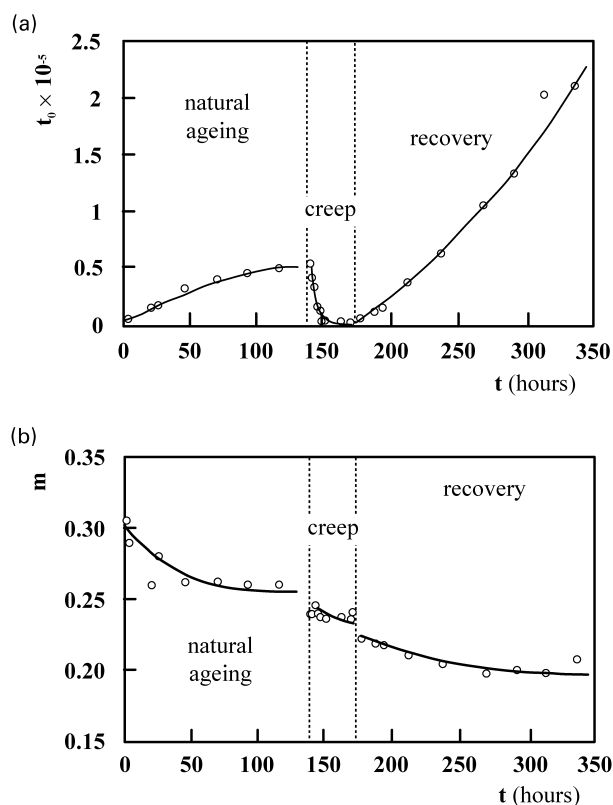 (a)
2.5
2
1.5
1
0.5
0
t₀ × 10⁻⁵
natural
ageing
creep
recovery
0 50 100 150 200 250 300 350
t (hours)
(b)
0.35
0.30
0.25
0.20
0.15
m
recovery
creep
natural
ageing
0 50 100 150 200 250 300 350
t (hours)